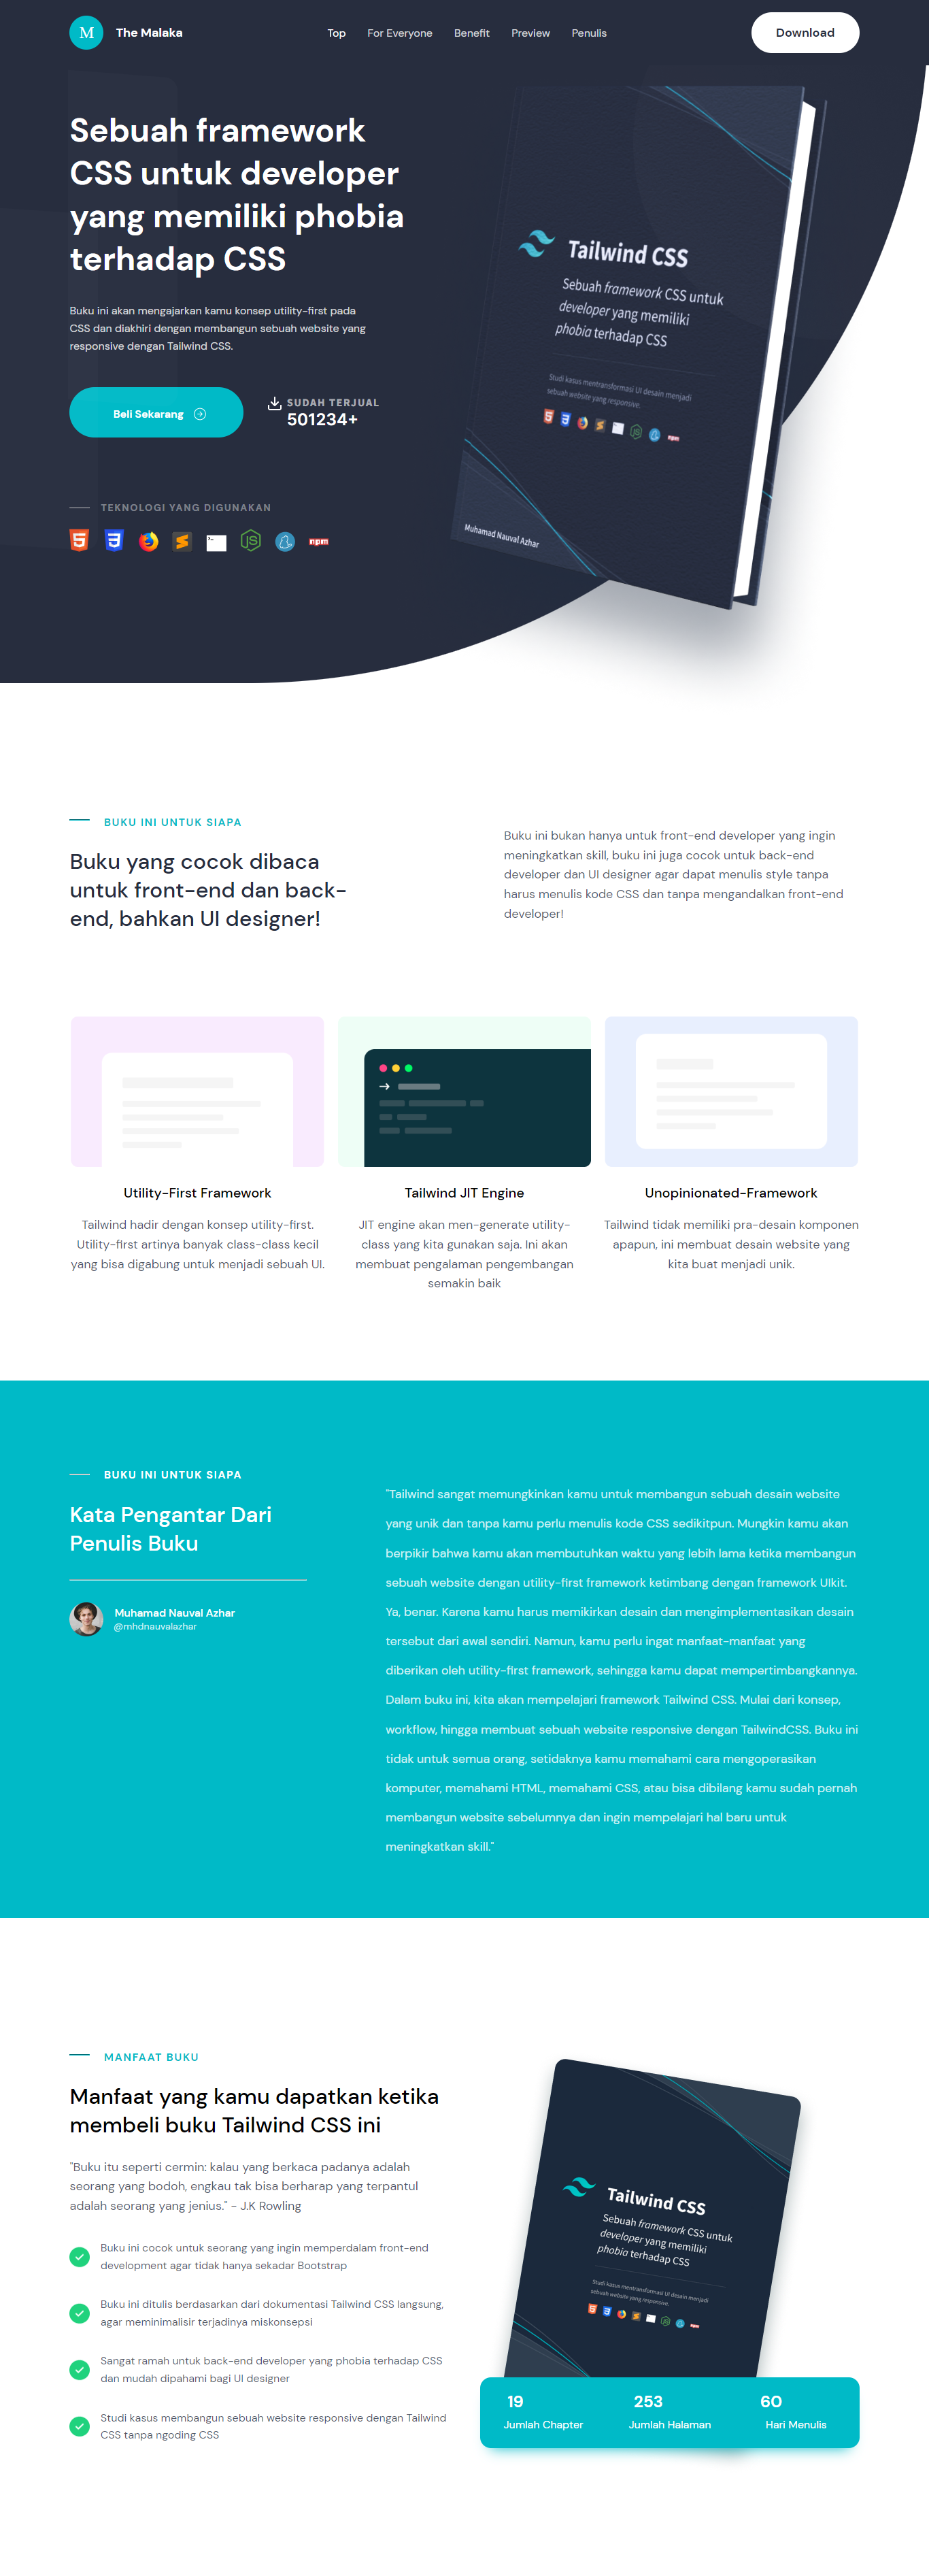 M
The Malaka
Top
For Everyone
Benefit
Preview
Penulis
Download
Sebuah framework
CSS untuk developer
yang memiliki phobia
terhadap CSS
Buku ini akan mengajarkan kamu konsep utility-first pada
CSS dan diakhiri dengan membangun sebuah website yang
responsive dengan Tailwind CSS.
Beli Sekarang
SUDAH TERJUAL
501234+
TEKNOLOGI YANG DIGUNAKAN
npm
Tailwind CSS
Sebuah framework CSS untuk
developer yang memiliki
phobia terhadap CSS
Studi kasus mentransformasi UI desain menjadi
sebuah website yang responsive.
npm
Muhamad Nauval Azhar
BUKU INI UNTUK SIAPA
Buku yang cocok dibaca
untuk front-end dan back-
end, bahkan UI designer!
Buku ini bukan hanya untuk front-end developer yang ingin
meningkatkan skill, buku ini juga cocok untuk back-end
developer dan UI designer agar dapat menulis style tanpa
harus menulis kode CSS dan tanpa mengandalkan front-end
developer!
Utility-First Framework
Tailwind hadir dengan konsep utility-first.
Utility-first artinya banyak class-class kecil
yang bisa digabung untuk menjadi sebuah UI.
Tailwind JIT Engine
JIT engine akan men-generate utility-
class yang kita gunakan saja. Ini akan
membuat pengalaman pengembangan
semakin baik
Unopinionated-Framework
Tailwind tidak memiliki pra-desain komponen
apapun, ini membuat desain website yang
kita buat menjadi unik.
BUKU INI UNTUK SIAPA
Kata Pengantar Dari
Penulis Buku
Muhamad Nauval Azhar
@mhdnauvalazhar
"Tailwind sangat memungkinkan kamu untuk membangun sebuah desain website
yang unik dan tanpa kamu perlu menulis kode CSS sedikitpun. Mungkin kamu akan
berpikir bahwa kamu akan membutuhkan waktu yang lebih lama ketika membangun
sebuah website dengan utility-first framework ketimbang dengan framework UIkit.
Ya, benar. Karena kamu harus memikirkan desain dan mengimplementasikan desain
tersebut dari awal sendiri. Namun, kamu perlu ingat manfaat-manfaat yang
diberikan oleh utility-first framework, sehingga kamu dapat mempertimbangkannya.
Dalam buku ini, kita akan mempelajari framework Tailwind CSS. Mulai dari konsep,
workflow, hingga membuat sebuah website responsive dengan TailwindCSS. Buku ini
tidak untuk semua orang, setidaknya kamu memahami cara mengoperasikan
komputer, memahami HTML, memahami CSS, atau bisa dibilang kamu sudah pernah
membangun website sebelumnya dan ingin mempelajari hal baru untuk
meningkatkan skill."
MANFAAT BUKU
Manfaat yang kamu dapatkan ketika
membeli buku Tailwind CSS ini
"Buku itu seperti cermin: kalau yang berkaca padanya adalah
seorang yang bodoh, engkau tak bisa berharap yang terpantul
adalah seorang yang jenius." - J.K Rowling
Buku ini cocok untuk seorang yang ingin memperdalam front-end
development agar tidak hanya sekadar Bootstrap
Buku ini ditulis berdasarkan dari dokumentasi Tailwind CSS langsung,
agar meminimalisir terjadinya miskonsepsi
Sangat ramah untuk back-end developer yang phobia terhadap CSS
dan mudah dipahami bagi UI designer
Studi kasus membangun sebuah website responsive dengan Tailwind
CSS tanpa ngoding CSS
Tailwind CSS
Sebuah framework CSS untuk
developer yang memiliki
phobia terhadap CSS
Studi kasus mentransformasi UI desain menjadi
sebuah website yang responsive.
npm
19
Jumlah Chapter
253
Jumlah Halaman
60
Hari Menulis